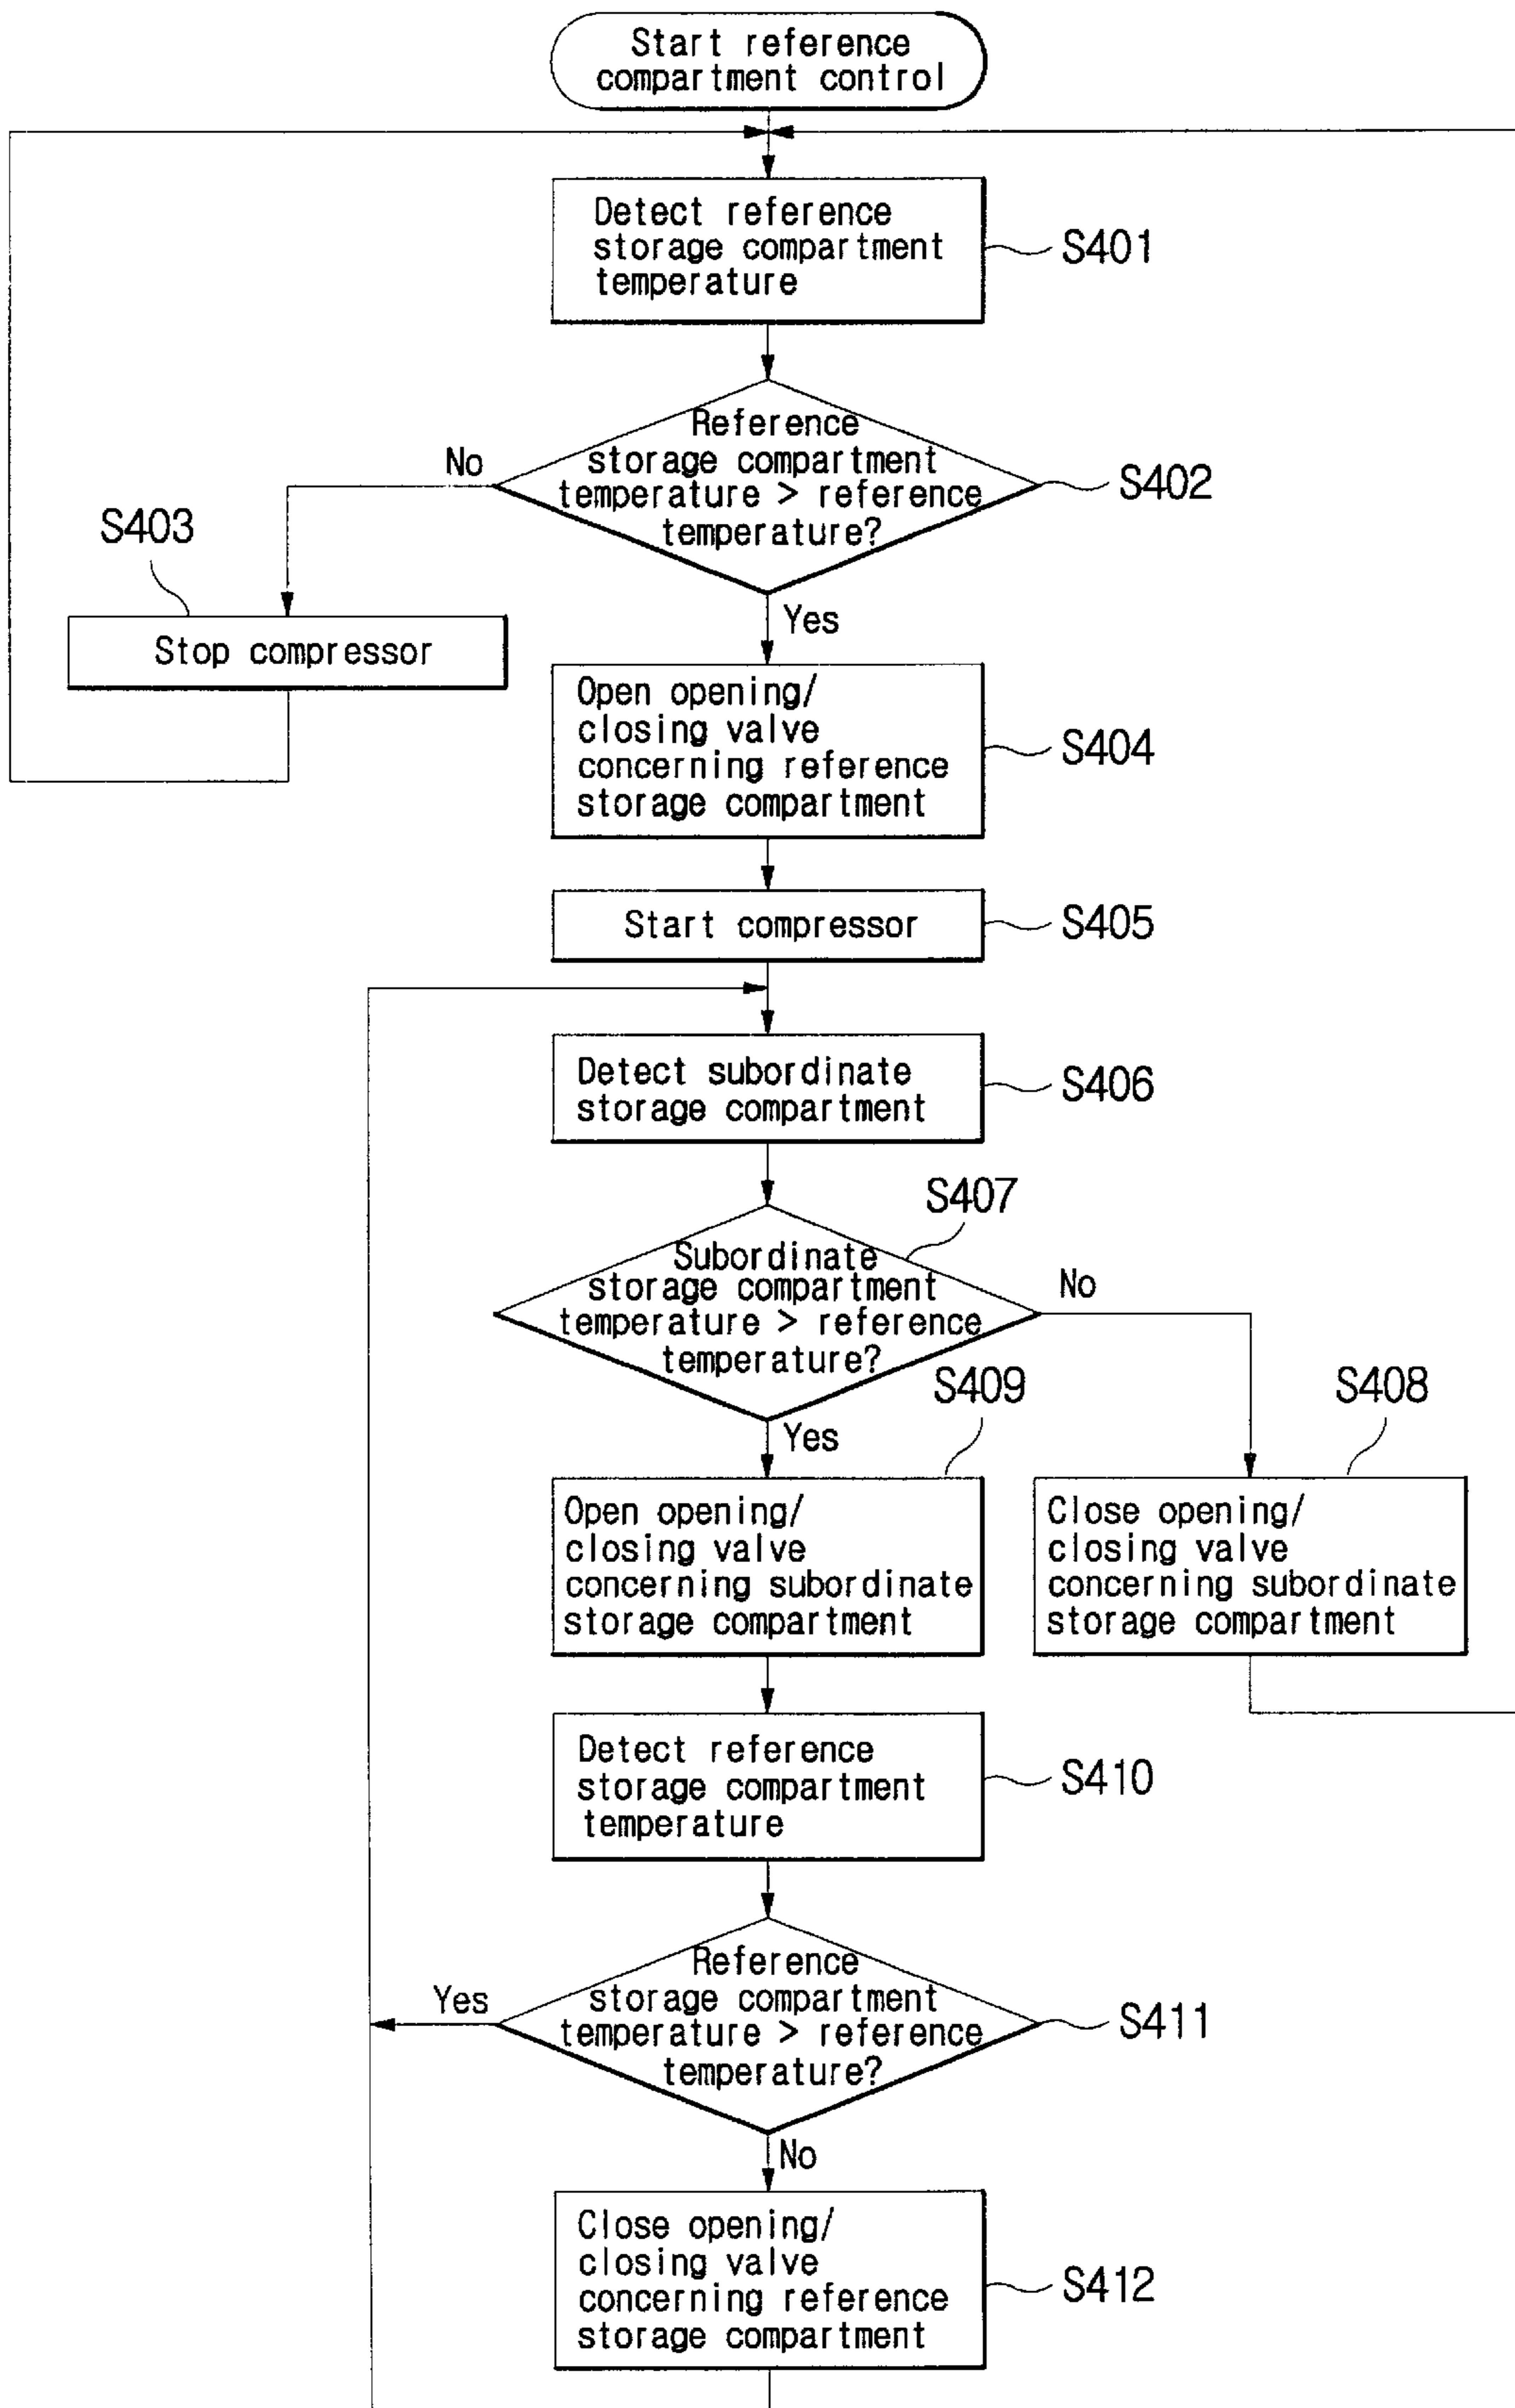 Start reference
compartment control
Detect reference
storage compartment
temperature
S401
Reference
storage compartment
temperature > reference
temperature?
S402
No
Yes
S403
Stop compressor
Open opening/
closing valve
concerning reference
storage compartment
S404
Start compressor
S405
Detect subordinate
storage compartment
S406
S407
Subordinate
storage compartment
temperature > reference
temperature?
No
Yes
S409
S408
Open opening/
closing valve
concerning subordinate
storage compartment
Close opening/
closing valve
concerning subordinate
storage compartment
Detect reference
storage compartment
temperature
S410
Reference
storage compartment
temperature > reference
temperature?
Yes
S411
No
Close opening/
closing valve
concerning reference
storage compartment
S412